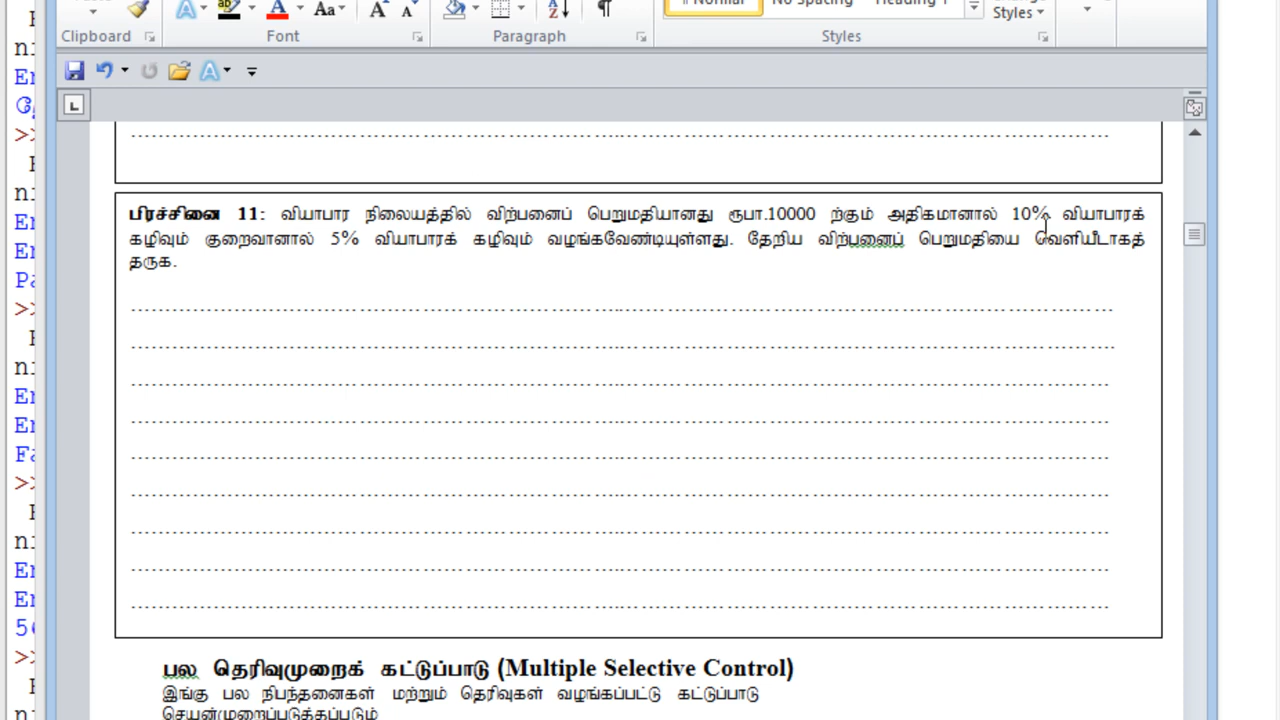 Aa
A
A
Normal
No Spacing
Heading 1
Styles
Clipboard
Font
Paragraph
Styles
பிரச்சினை 11: வியாபார நிலையத்தில் விற்பனைப் பெறுமதியானது ரூபா.10000 ற்கும் அதிகமானால் 10% வியாபாரக்
கழிவும் குறைவானால் 5% வியாபாரக் கழிவும் வழங்கவேண்டியுள்ளது. தேறிய விற்பனைப் பெறுமதியை வெளியீடாகத்
தருக.
பல தெரிவுமுறைக் கட்டுப்பாடு (Multiple Selective Control)
இங்கு பல நிபந்தனைகள் மற்றும் தெரிவுகள் வழங்கப்பட்டு கட்டுப்பாடு
செயன்முறைப்படுத்தப்படும்